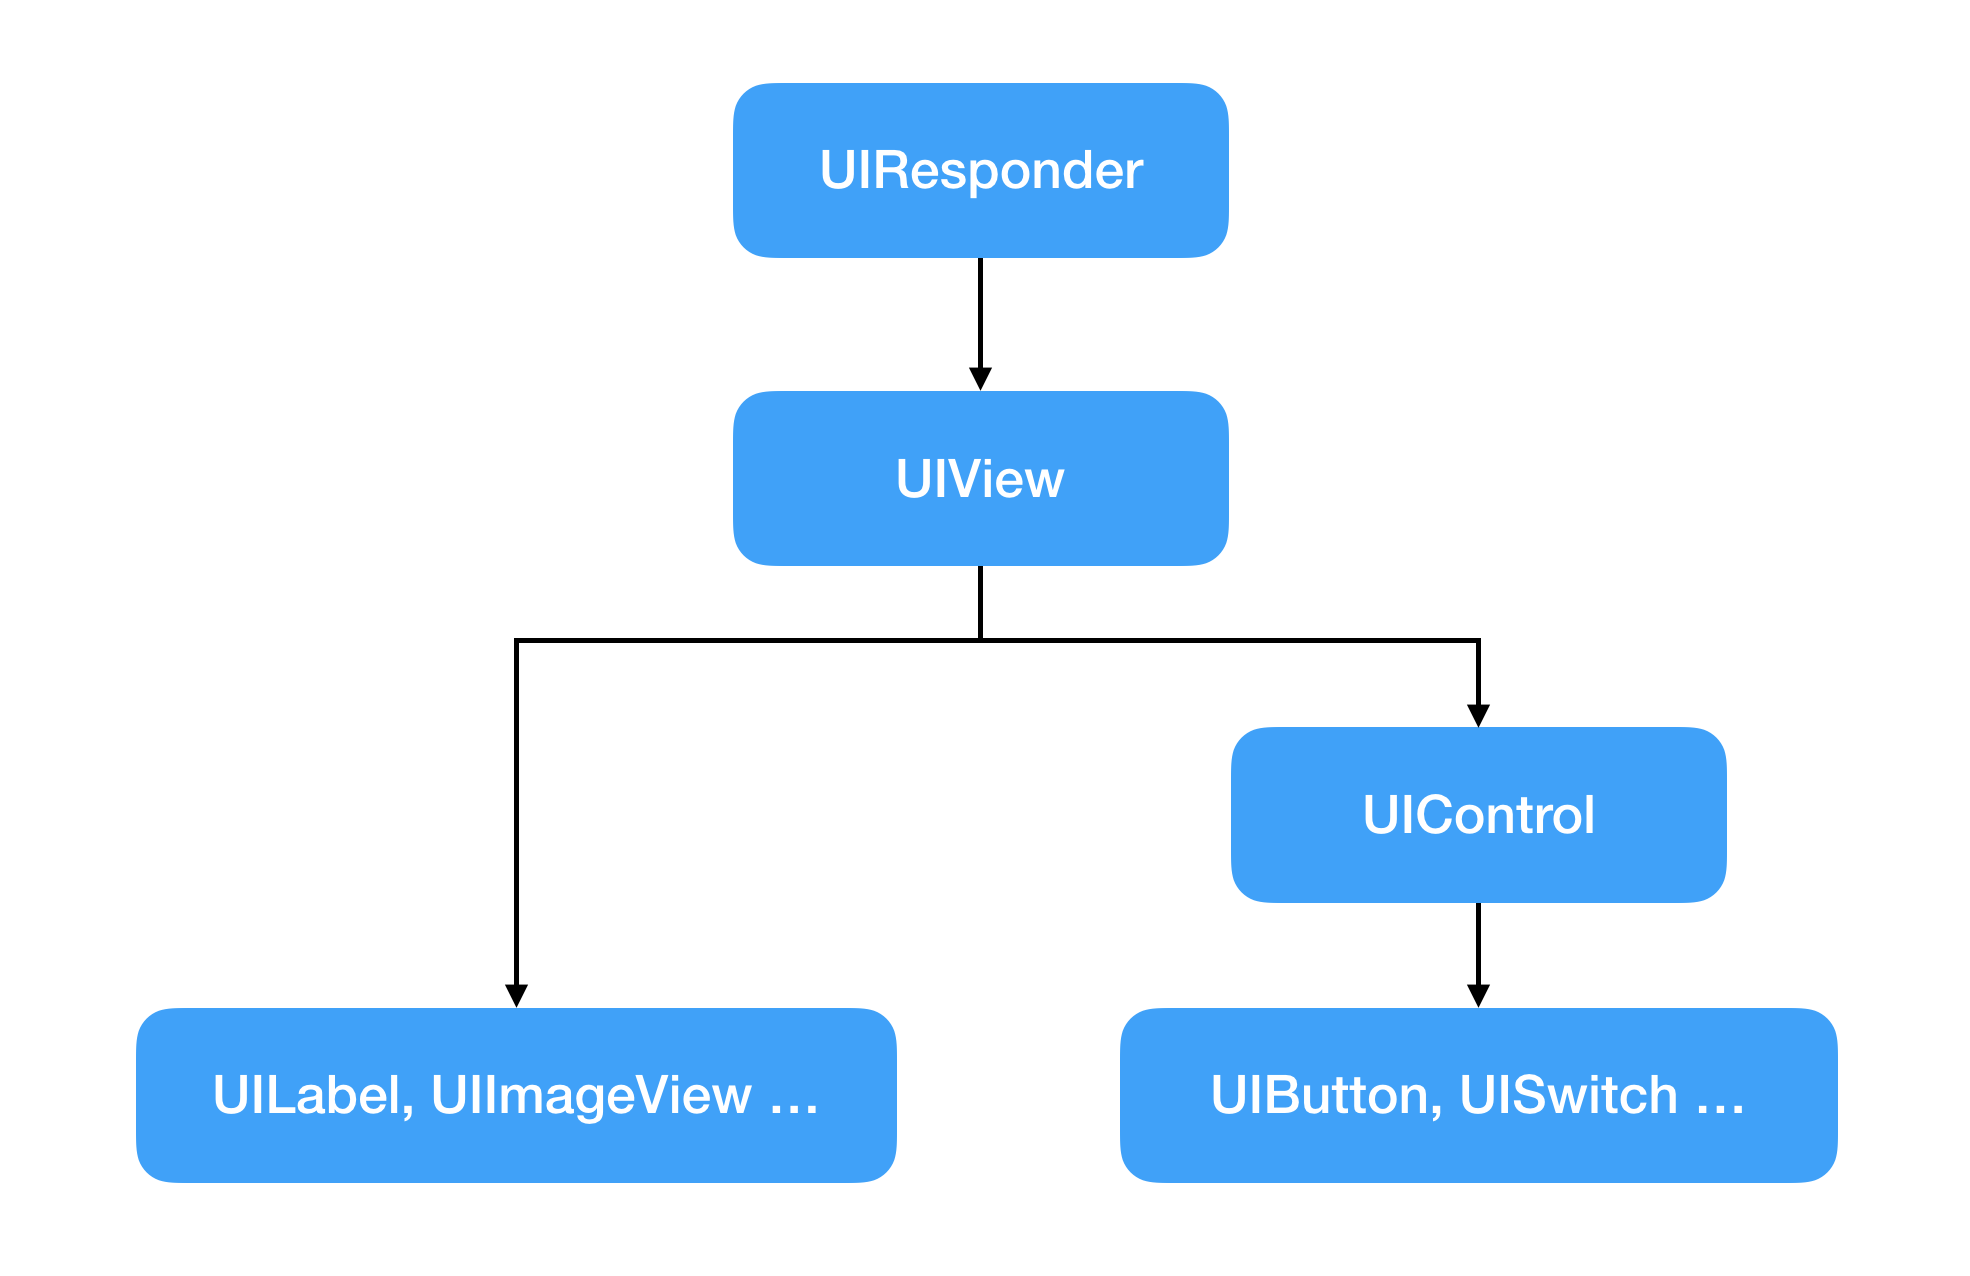 UIResponder
UIView
UIControl
UILabel, UIImageView ...
UIButton, UISwitch ...